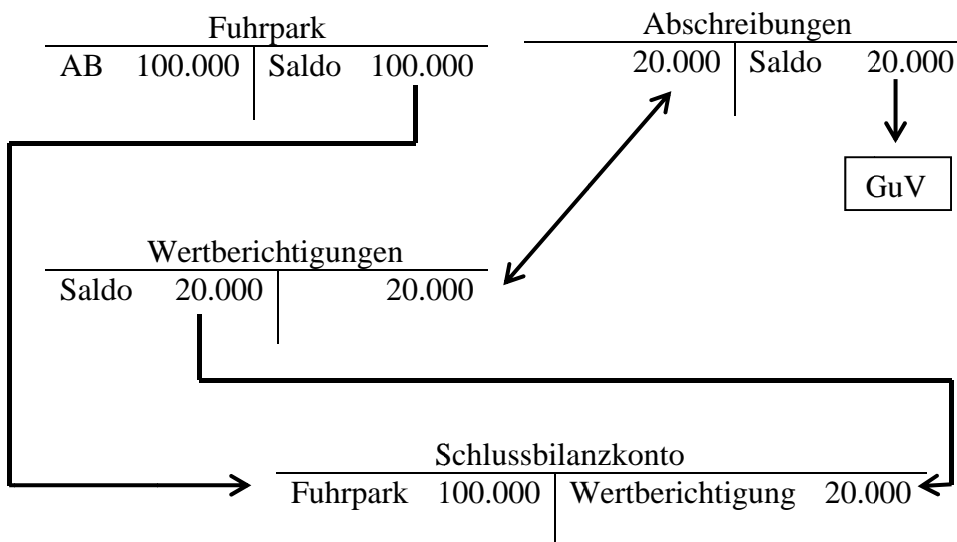 Fuhrpark
AB 100.000 Saldo 100.000
Abschreibungen
20.000 Saldo 20.000
GuV
Wertberichtigungen
Saldo 20.000 20.000
Schlussbilanzkonto
Fuhrpark 100.000 Wertberichtigung 20.000